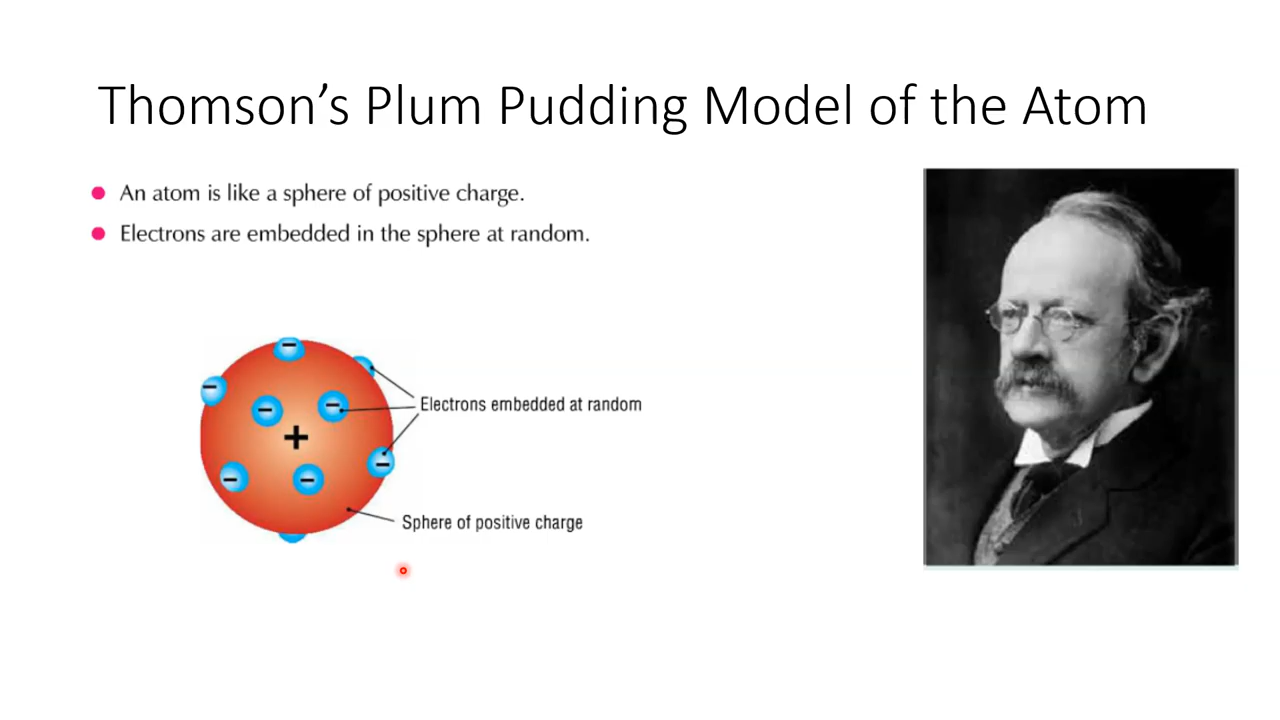 Thomson’s Plum Pudding Model of the Atom
An atom is like a sphere of positive charge.
Electrons are embedded in the sphere at random.
−
−
−
−
+
Electrons embedded at random
−
−
−
Sphere of positive charge